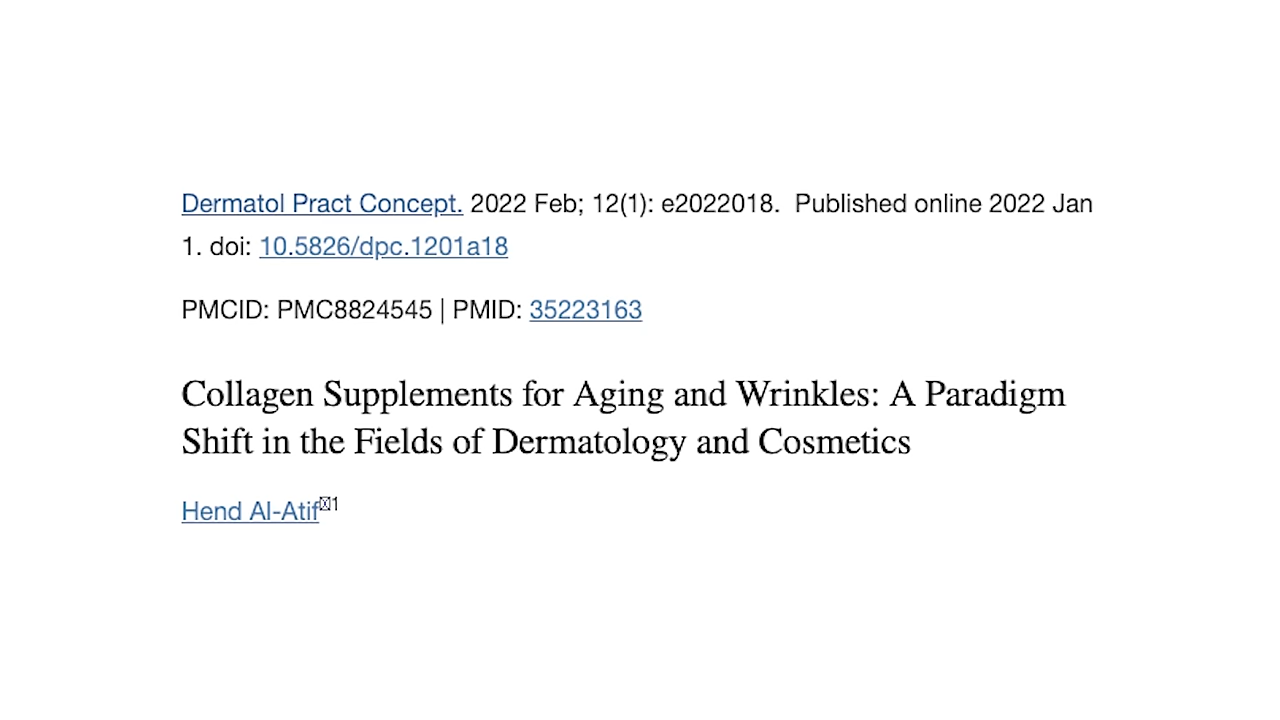 Dermatol Pract Concept. 2022 Feb; 12(1): e2022018.  Published online 2022 Jan
1. doi: 10.5826/dpc.1201a18
PMCID: PMC8824545 | PMID: 35223163
Collagen Supplements for Aging and Wrinkles: A Paradigm
Shift in the Fields of Dermatology and Cosmetics
Hend Al-Atif1